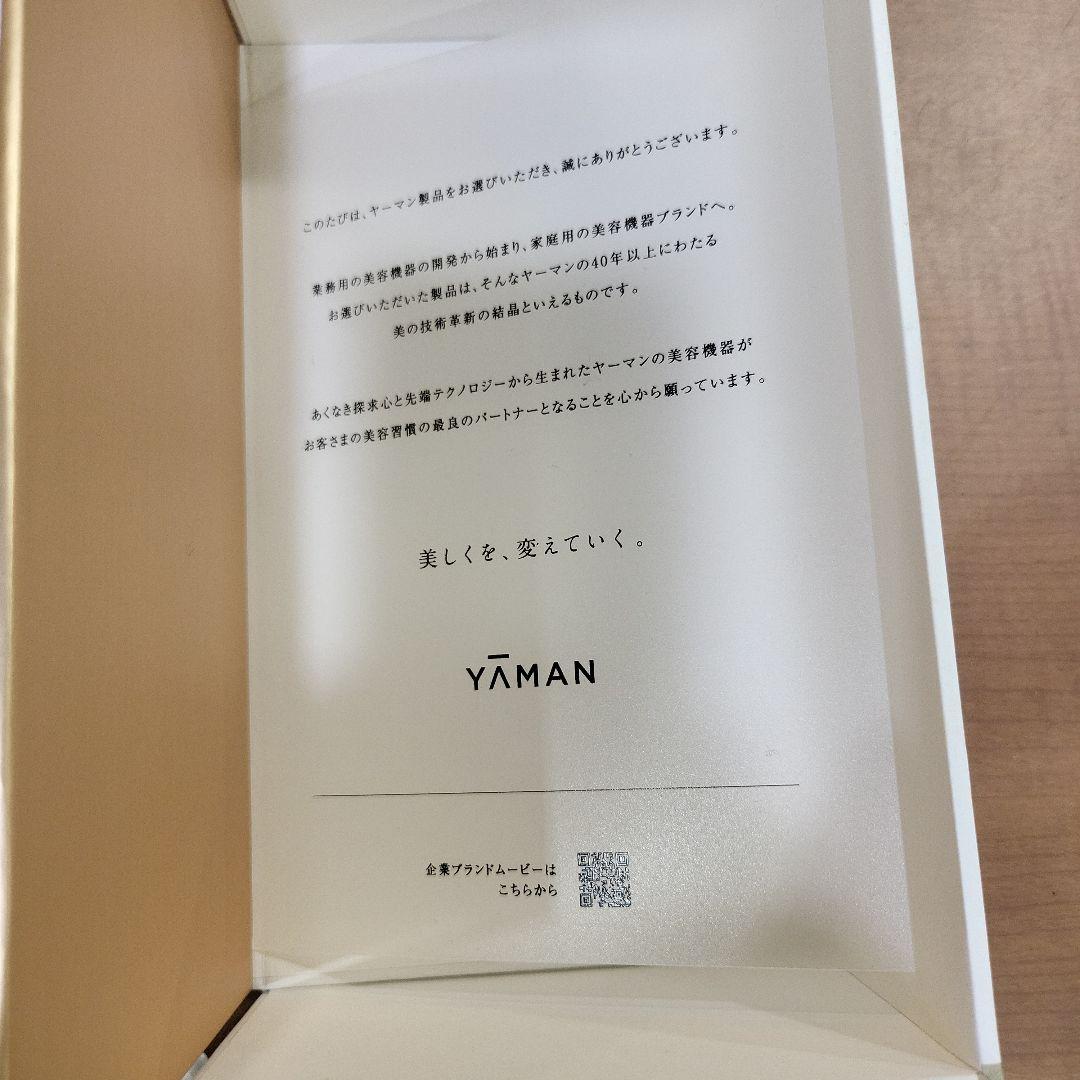 このたびは、ヤーマン製品をお選びいただき、誠にありがとうございます。
業務用の美容機器の開発から始まり、家庭用の美容機器ブランドへ。
お選びいただいた製品は、そんなヤーマンの40年以上にわたる
美の技術革新の結晶といえるものです。
あくなき探求心と先端テクノロジーから生まれたヤーマンの美容機器が
お客さまの美容習慣の最良のパートナーとなることを心から願っています。
美しくを、変えていく。
YĀMAN
企業ブランドムービーは
こちらから